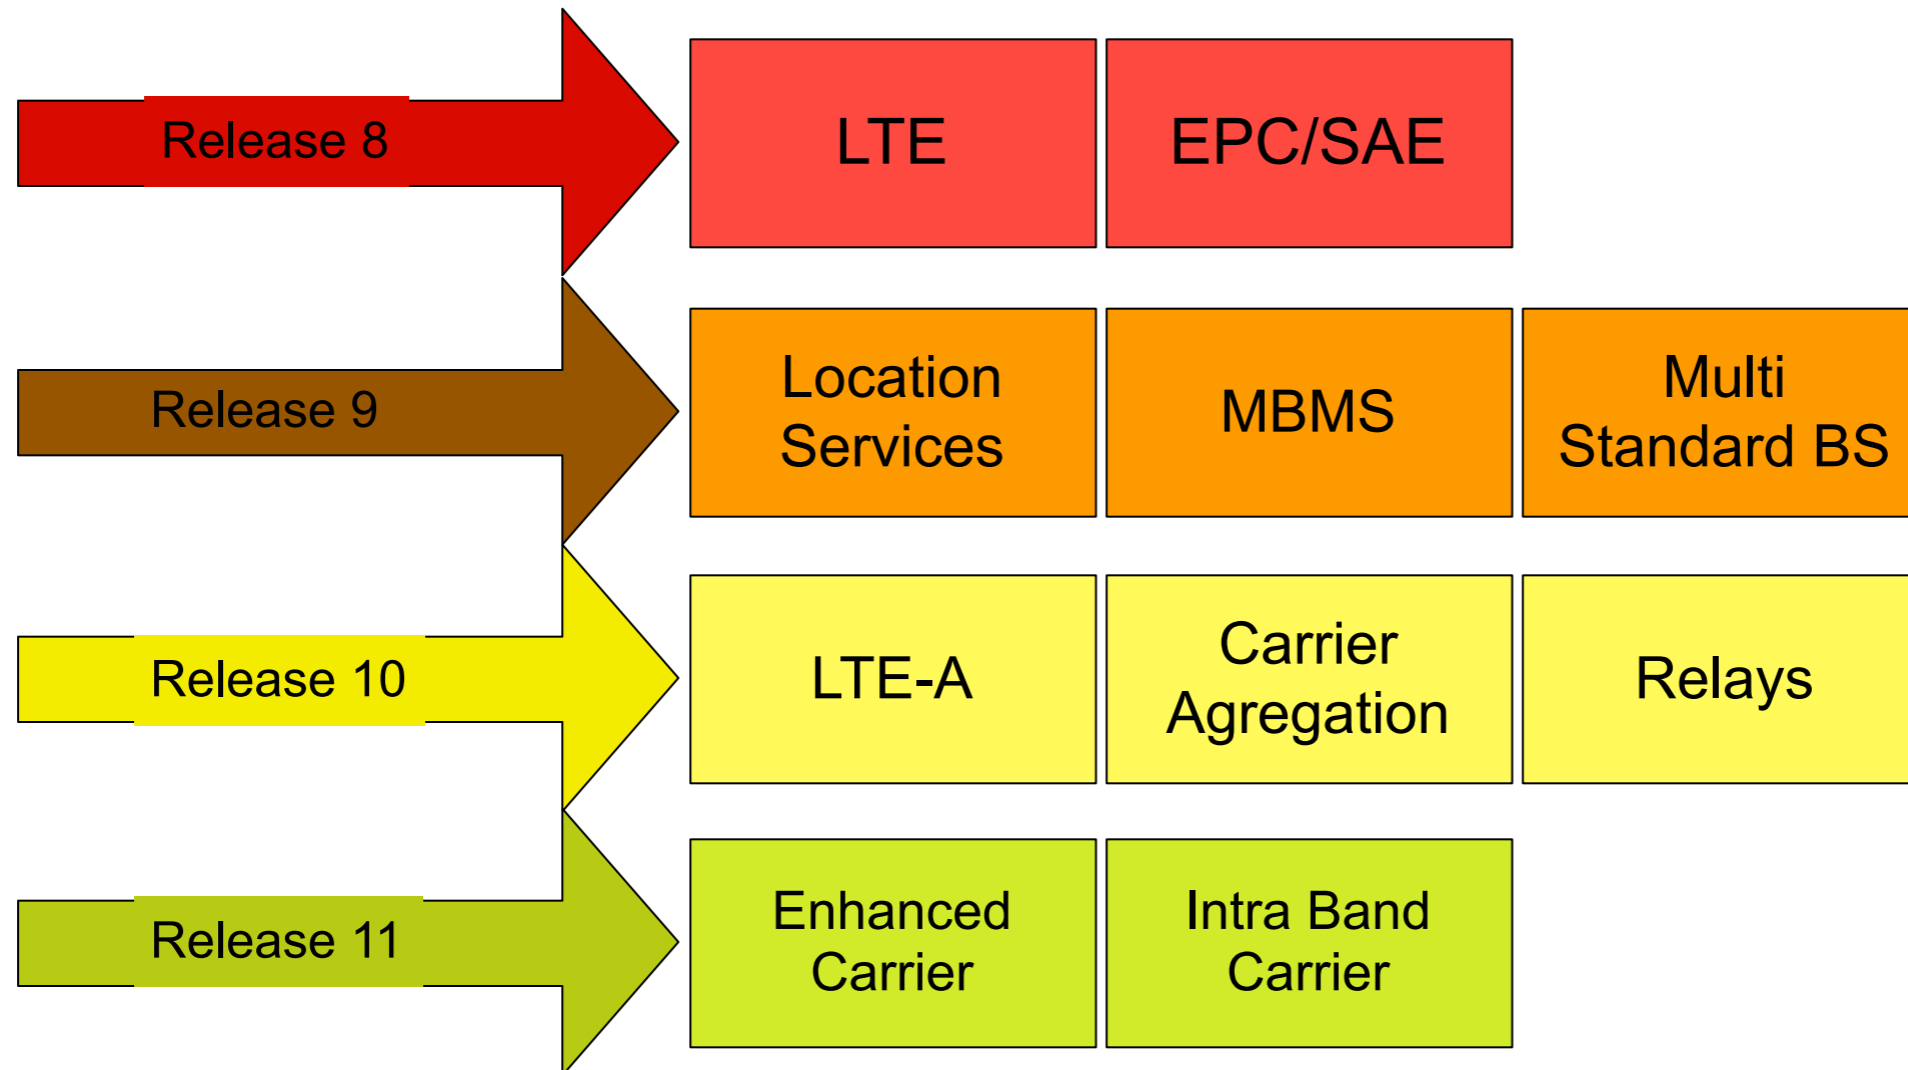 Release 8
LTE
EPC/SAE
Release 9
Location
Services
MBMS
Multi
Standard BS
Release 10
LTE-A
Carrier
Agregation
Relays
Release 11
Enhanced
Carrier
Intra Band
Carrier